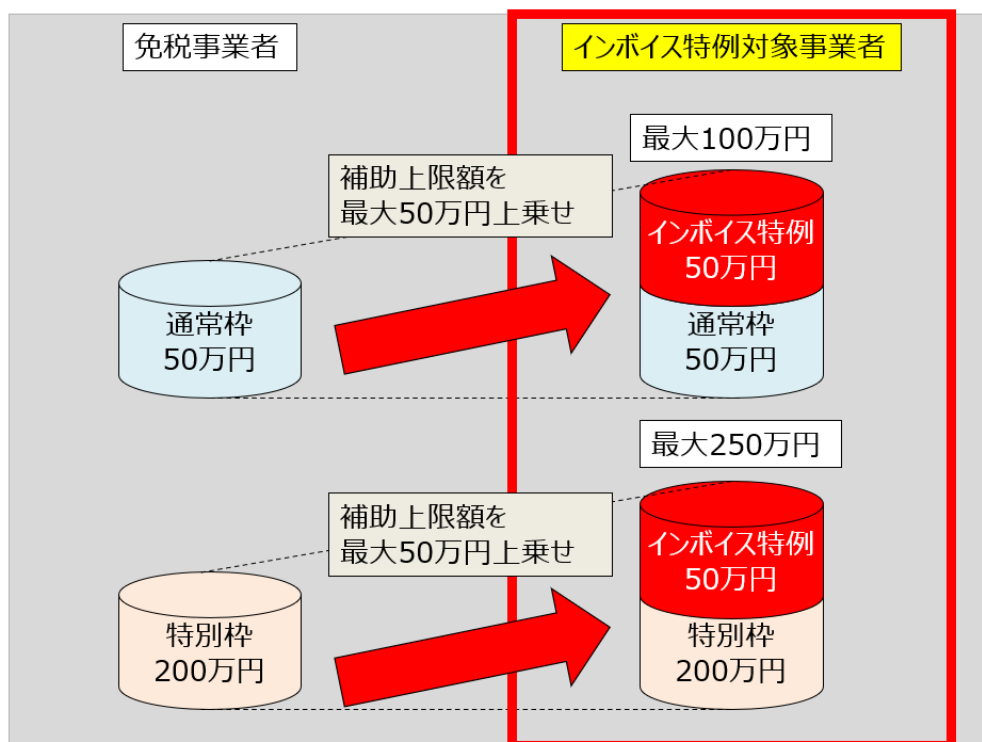 免税事業者
インボイス特例対象事業者
最大100万円
補助上限額を
最大50万円上乗せ
インボイス特例
50万円
通常枠
50万円
通常枠
50万円
最大250万円
補助上限額を
最大50万円上乗せ
インボイス特例
50万円
特別枠
200万円
特別枠
200万円